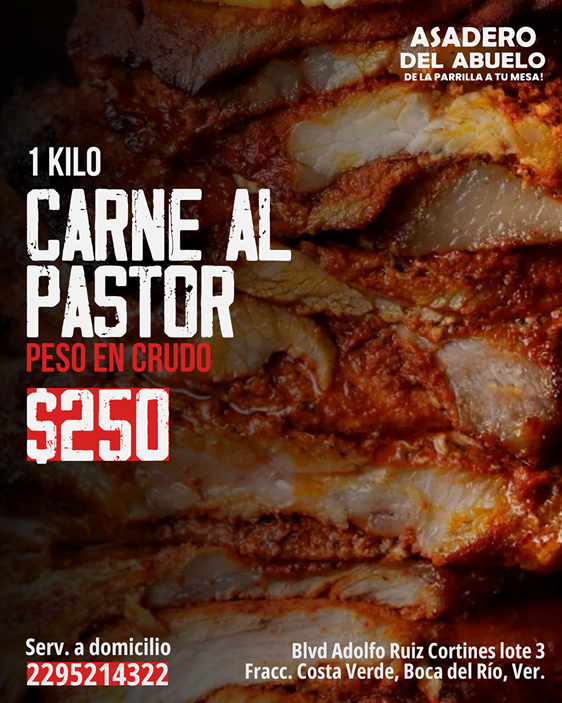 ASADERO
DEL ABUELO
DE LA PARRILLA A TU MESA!
1 KILO
CARNE AL
PASTOR
PESO EN CRUDO
$250
Serv. a domicilio
2295214322
Blvd Adolfo Ruiz Cortines lote 3
Fracc. Costa Verde, Boca del Río, Ver.